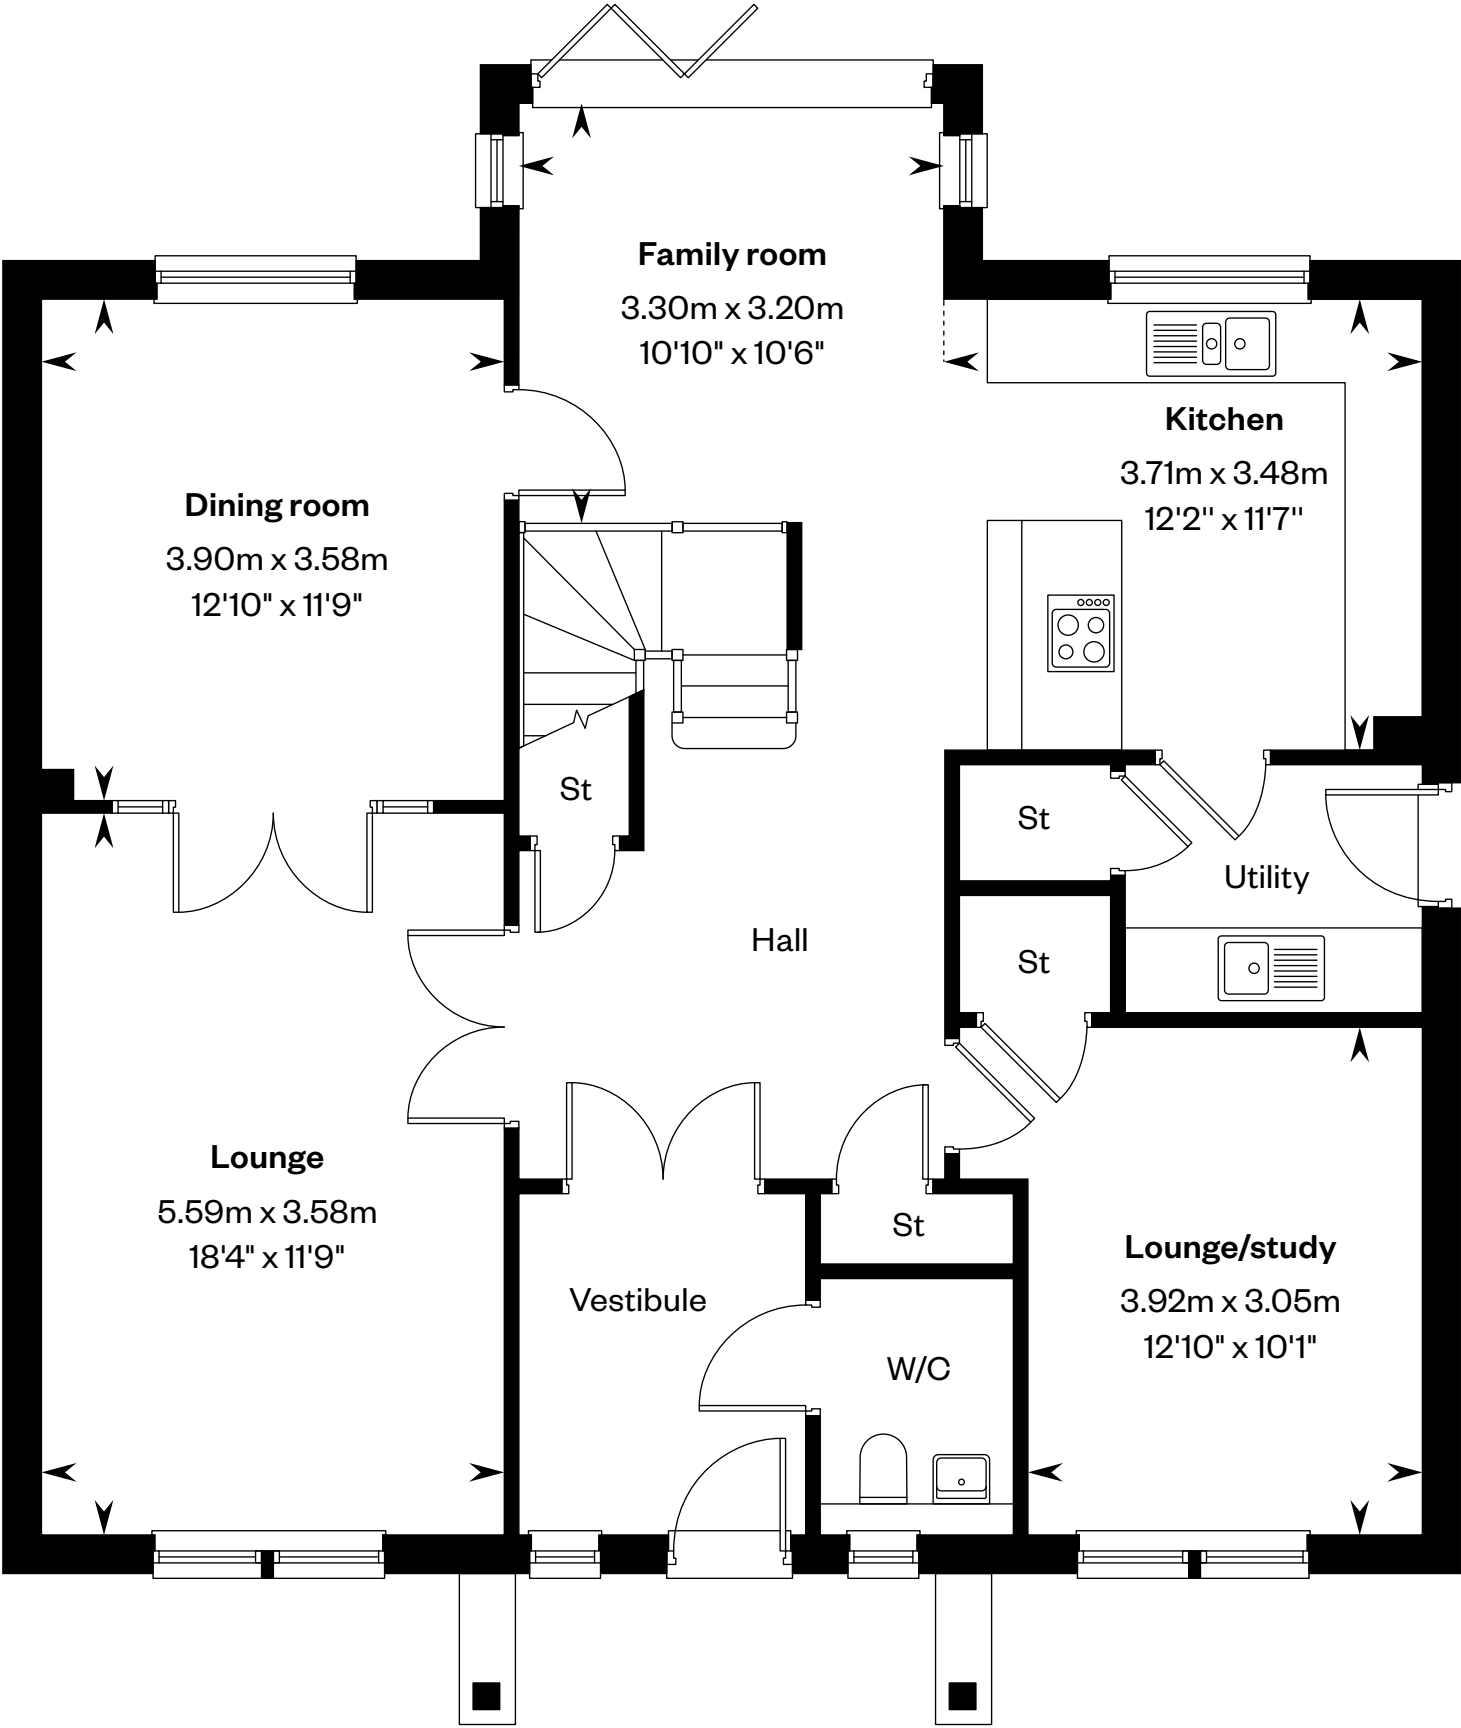 Family room
3.30m x 3.20m
10'10" x 10'6"
Kitchen
3.71m x 3.48m
12'2'' x 11'7''
Dining room
3.90m x 3.58m
12'10" x 11'9"
St
St
Utility
Hall
St
Lounge
5.59m x 3.58m
18'4" x 11'9"
St
Vestibule
W/C
Lounge/study
3.92m x 3.05m
12'10" x 10'1"